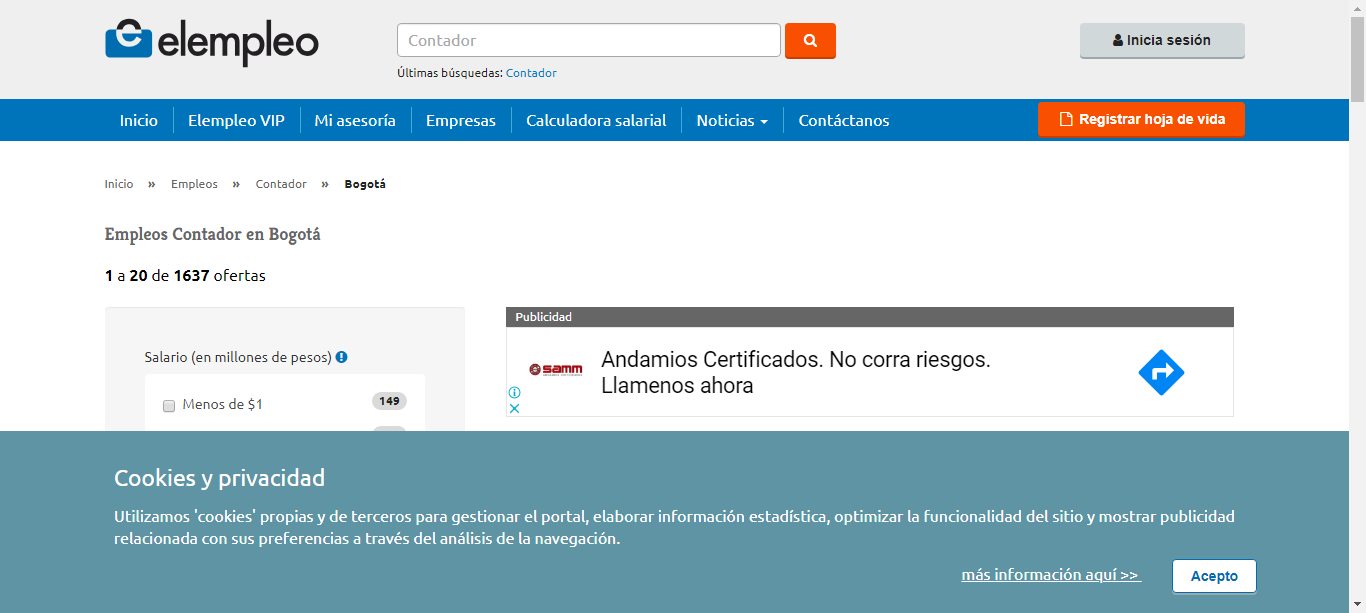 elempleo
Contador
Últimas búsquedas: Contador
Inicia sesión
Inicio Elempleo VIP Mi asesoría Empresas Calculadora salarial Noticias Contáctanos
Registrar hoja de vida
Inicio » Empleos » Contador » Bogotá
Empleos Contador en Bogotá
1 a 20 de 1637 ofertas
Salario (en millones de pesos)
Menos de $1 149
Publicidad
samm
Andamios Certificados. No corra riesgos.
Llamenos ahora
Cookies y privacidad
Utilizamos 'cookies' propias y de terceros para gestionar el portal, elaborar información estadística, optimizar la funcionalidad del sitio y mostrar publicidad
relacionada con sus preferencias a través del análisis de la navegación.
más información aquí >>
Acepto